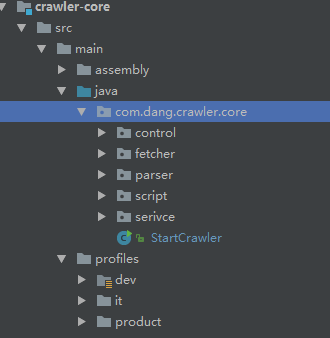 crawler-core
src
main
assembly
java
com.dang.crawler.core
control
fetcher
parser
script
serivce
StartCrawler
profiles
dev
it
product